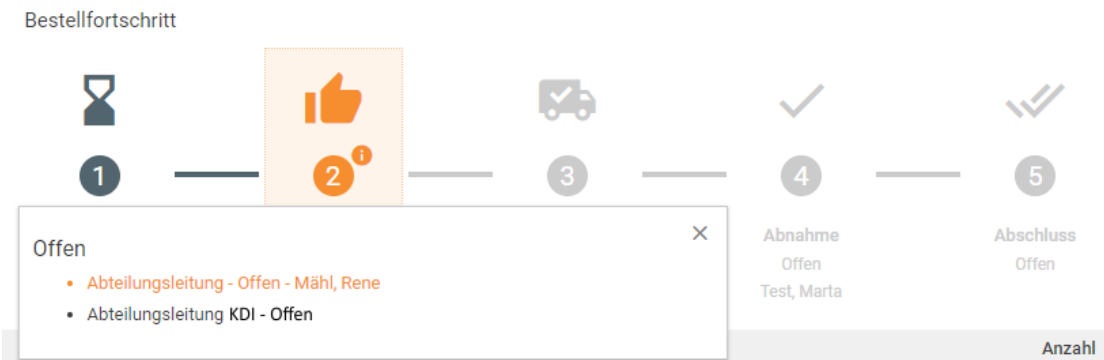 Bestellfortschritt
1
2
i
3
4
5
Offen
Abteilungsleitung - Offen - Mähl, Rene
Abteilungsleitung KDI - Offen
Abnahme
Offen
Test, Marta
Abschluss
Offen
Anzahl